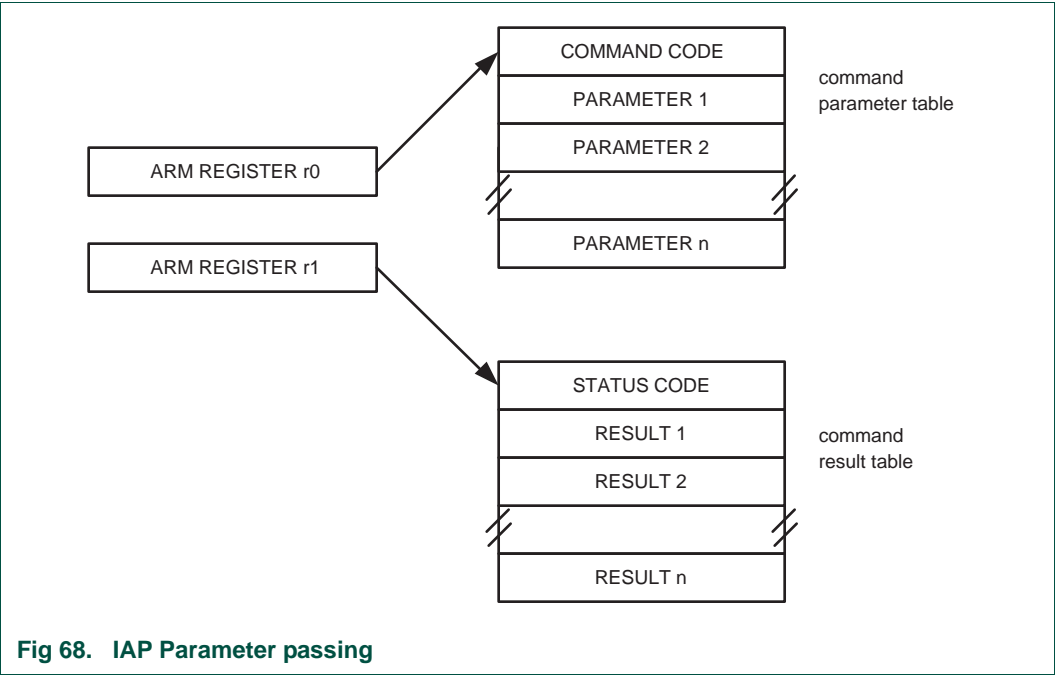 COMMAND CODE
PARAMETER 1
PARAMETER 2
PARAMETER n
command
parameter table
ARM REGISTER r0
ARM REGISTER r1
STATUS CODE
RESULT 1
RESULT 2
RESULT n
command
result table
Fig 68. IAP Parameter passing